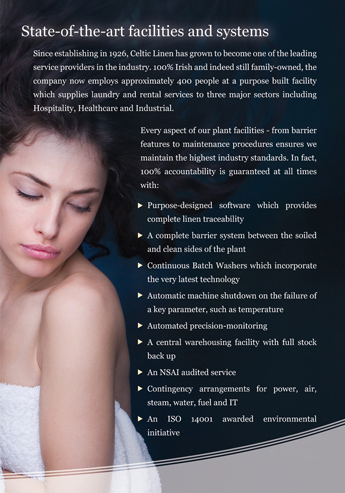 State-of-the-art facilities and systems
Since establishing in 1926, Celtic Linen has grown to become one of the leading
service providers in the industry. 100% Irish and indeed still family-owned, the
company now employs approximately 400 people at a purpose built facility
which supplies laundry and rental services to three major sectors including
Hospitality, Healthcare and Industrial.
Every aspect of our plant facilities - from barrier
features to maintenance procedures ensures we
maintain the highest industry standards. In fact,
100% accountability is guaranteed at all times
with:
▶ Purpose-designed software which provides
complete linen traceability
▶ A complete barrier system between the soiled
and clean sides of the plant
▶ Continuous Batch Washers which incorporate
the very latest technology
▶ Automatic machine shutdown on the failure of
a key parameter, such as temperature
▶ Automated precision-monitoring
▶ A central warehousing facility with full stock
back up
▶ An NSAI audited service
▶ Contingency arrangements for power, air,
steam, water, fuel and IT
▶ An ISO 14001 awarded environmental
initiative